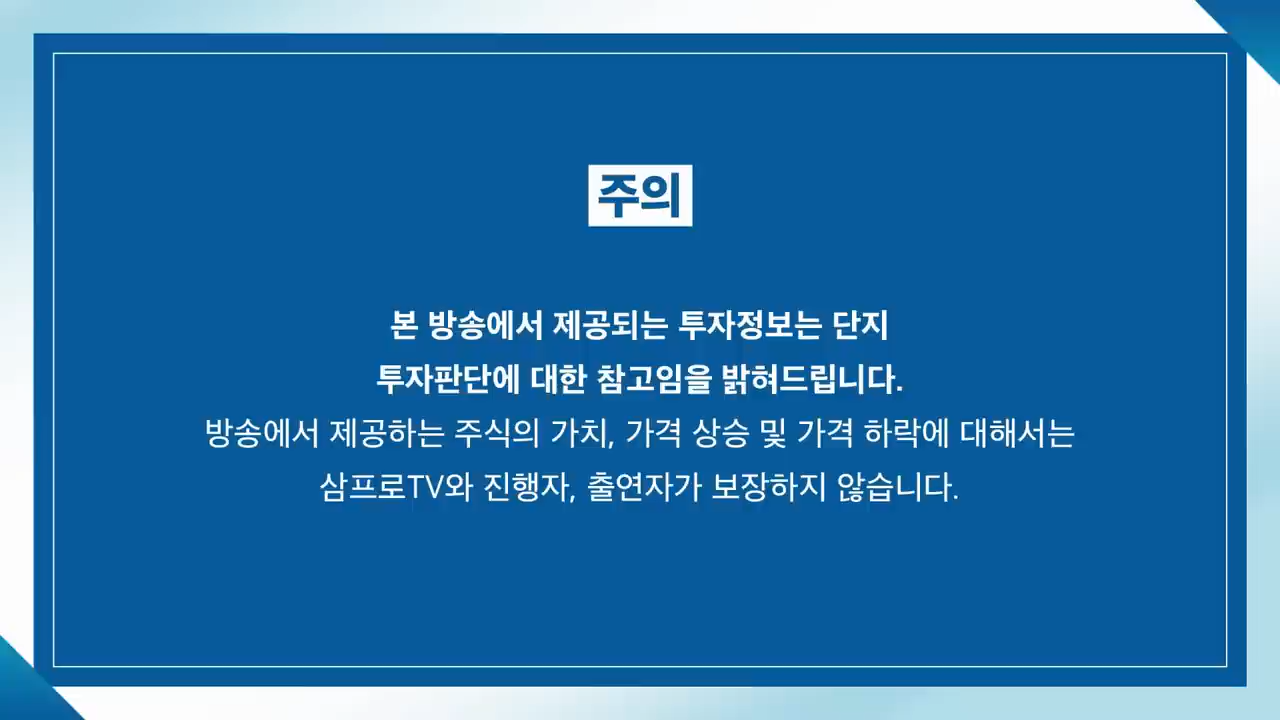 주의
본 방송에서 제공되는 투자정보는 단지
투자판단에 대한 참고임을 밝혀드립니다.
방송에서 제공하는 주식의 가치, 가격 상승 및 가격 하락에 대해서는
삼프로TV와 진행자, 출연자가 보장하지 않습니다.